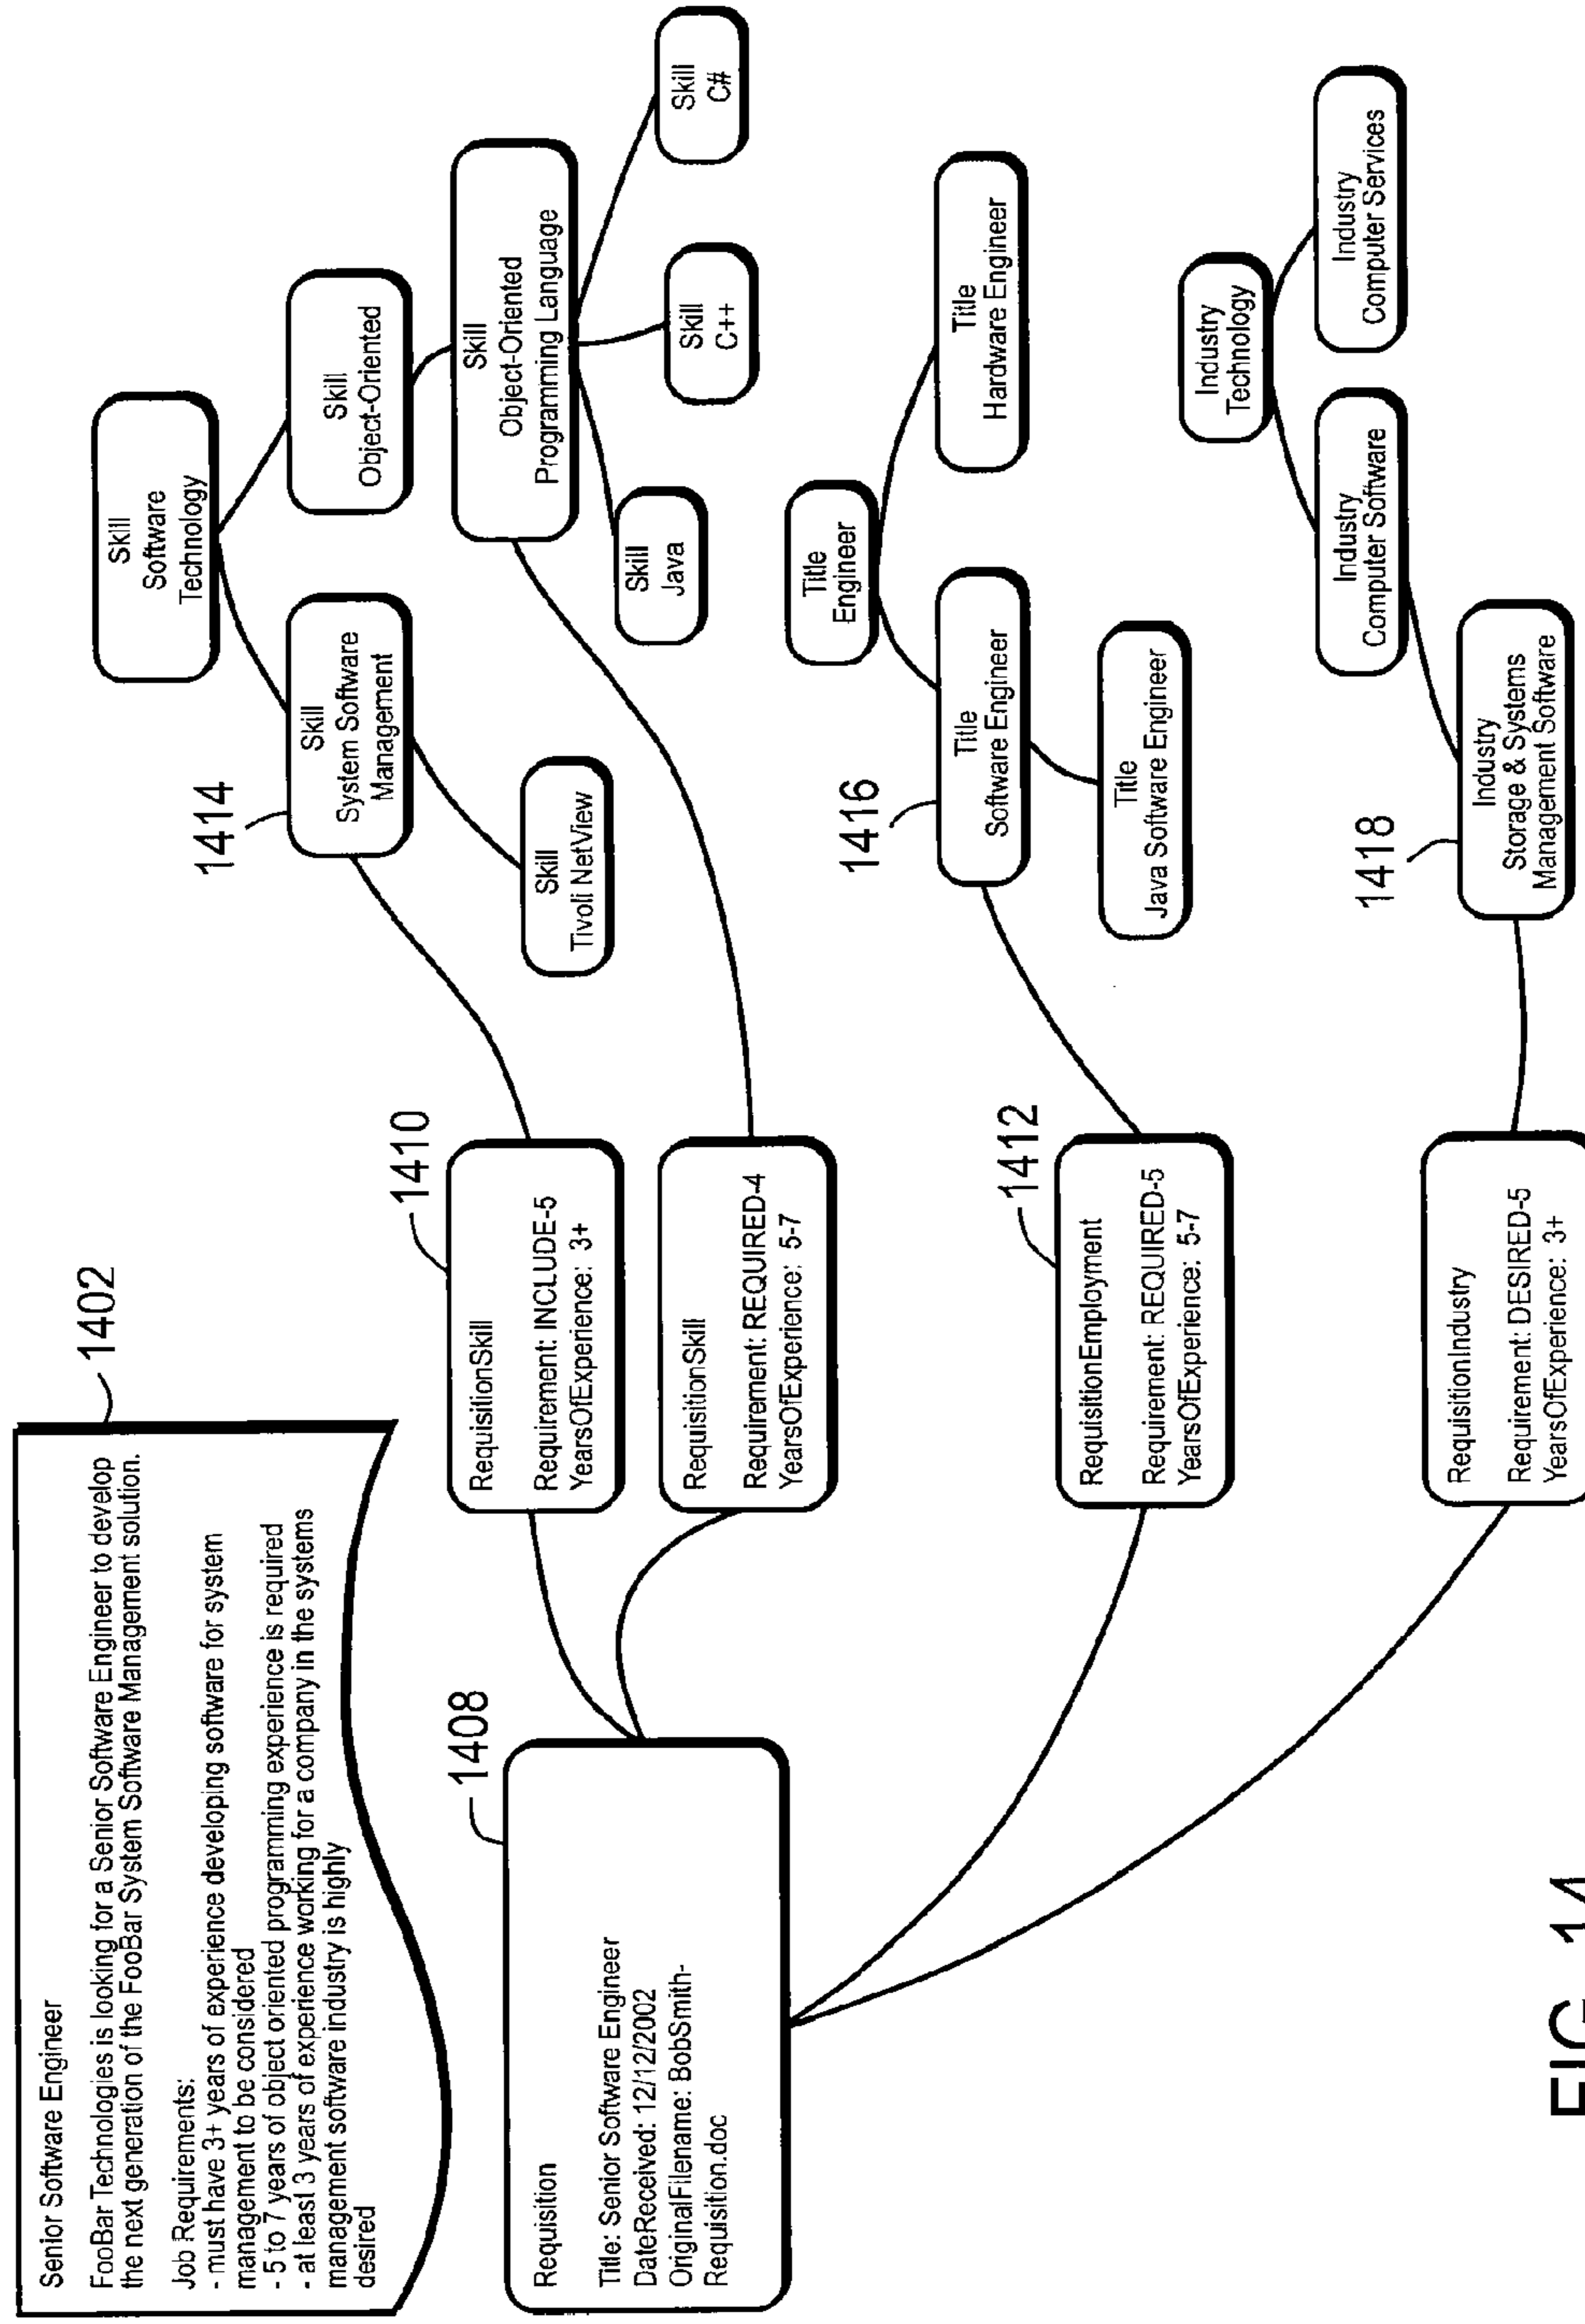 Senior Software Engineer
FooBar Technologies is looking for a Senior Software Engineer to develop
the next generation of the FooBar System Software Management solution.
Job Requirements:
- must have 3+ years of experience developing software for system
management to be considered
- 5 to 7 years of object oriented programming experience is required
- at least 3 years of experience working for a company in the systems
management software industry is highly
desired
1402
1408
Requisition
Title: Senior Software Engineer
DateReceived: 12/12/2002
OriginalFilename: BobSmith-
Requisition.doc
1410
RequisitionSkill
Requirement: INCLUDE-5
YearsOfExperience: 3+
RequisitionSkill
Requirement: REQUIRED-4
YearsOfExperience: 5-7
1412
RequisitionEmployment
Requirement: REQUIRED-5
YearsOfExperience: 5-7
RequisitionIndustry
Requirement: DESIRED-5
YearsOfExperience: 3+
Skill
Software
Technology
1414
Skill
System Software
Management
Skill
Object-Oriented
Skill
Tivoli NetView
Skill
Object-Oriented
Programming Language
Skill
Java
Skill
C++
Skill
C#
Title
Engineer
1416
Title
Software Engineer
Title
Hardware Engineer
Title
Java Software Engineer
Industry
Technology
Industry
Computer Software
Industry
Computer Services
1418
Industry
Storage & Systems
Management Software
FIG. 14